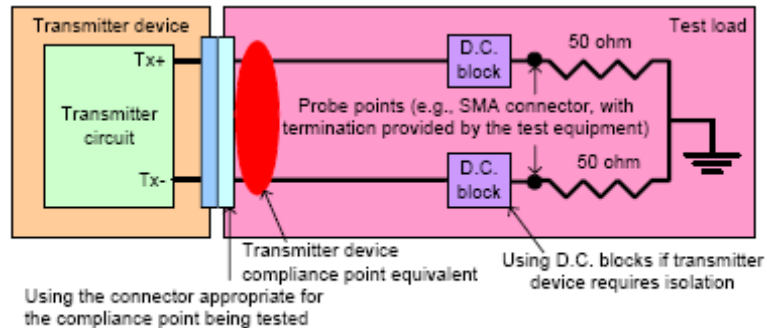 Transmitter device
Test load
Tx+
D.C.
block
50 ohm
Transmitter
circuit
Probe points (e.g., SMA connector, with
termination provided by the test equipment)
Tx-
D.C.
block
50 ohm
Transmitter device
compliance point equivalent
Using D.C. blocks if transmitter
device requires isolation
Using the connector appropriate for
the compliance point being tested